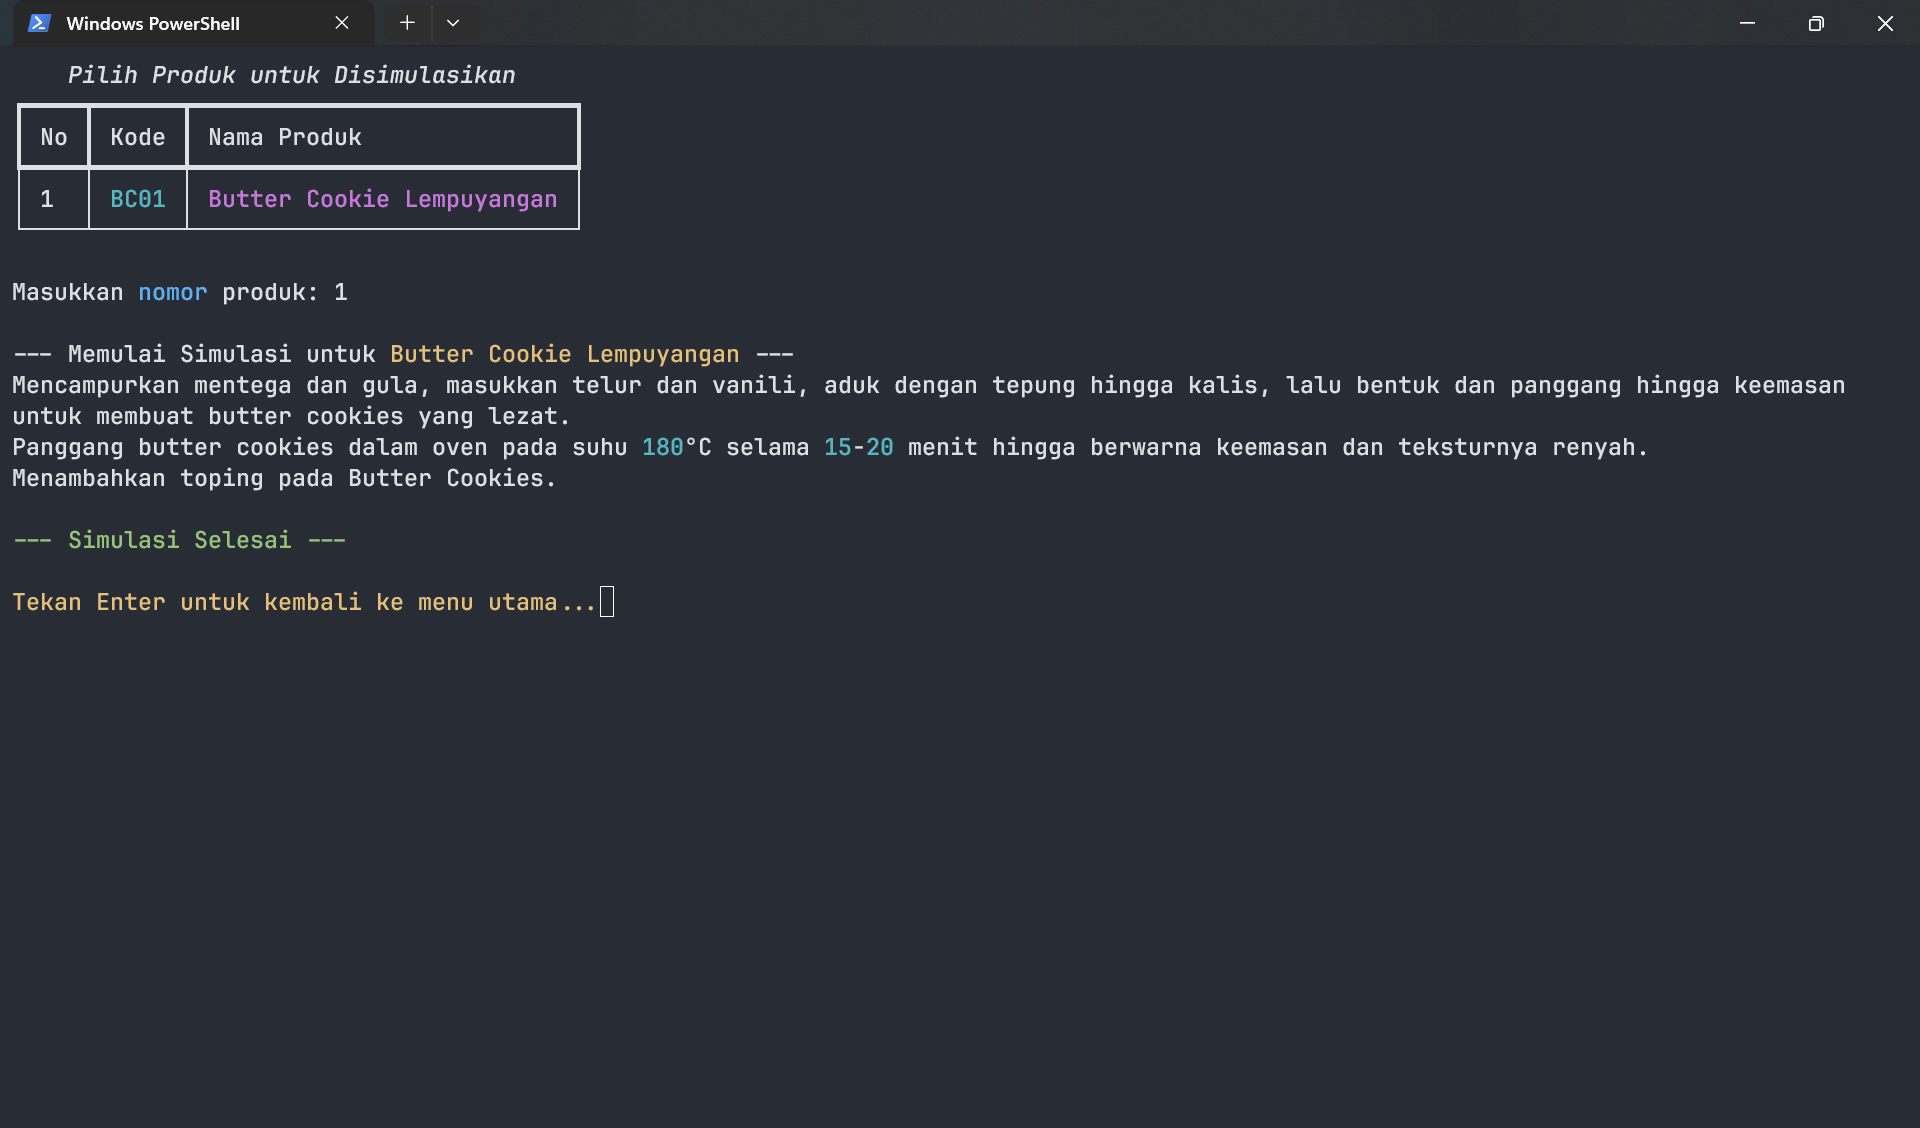 Windows PowerShell
Pilih Produk untuk Disimulasikan
No Kode Nama Produk
1 BC01 Butter Cookie Lempuyangan
Masukkan nomor produk: 1
--- Memulai Simulasi untuk Butter Cookie Lempuyangan ---
Mencampurkan mentega dan gula, masukkan telur dan vanili, aduk dengan tepung hingga kalis, lalu bentuk dan panggang hingga keemasan
untuk membuat butter cookies yang lezat.
Panggang butter cookies dalam oven pada suhu 180°C selama 15-20 menit hingga berwarna keemasan dan teksturnya renyah.
Menambahkan toping pada Butter Cookies.
--- Simulasi Selesai ---
Tekan Enter untuk kembali ke menu utama...